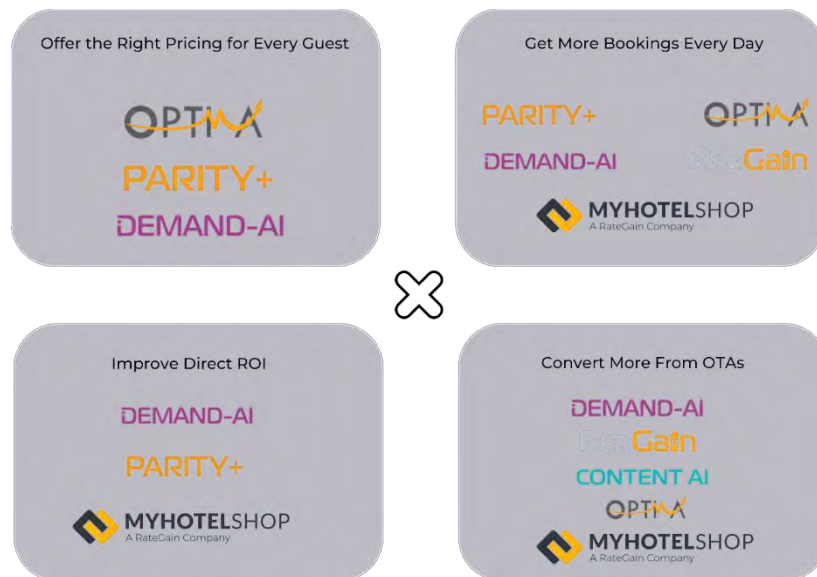 Offer the Right Pricing for Every Guest
OPTIMA
PARITY+
DEMAND-AI
Get More Bookings Every Day
PARITY+ OPTIMA
DEMAND-AI RezGain
MYHOTELSHOP
A RateGain Company
Improve Direct ROI
DEMAND-AI
PARITY+
MYHOTELSHOP
A RateGain Company
Convert More From OTAs
DEMAND-AI
RezGain
CONTENT AI
OPTIMA
MYHOTELSHOP
A RateGain Company